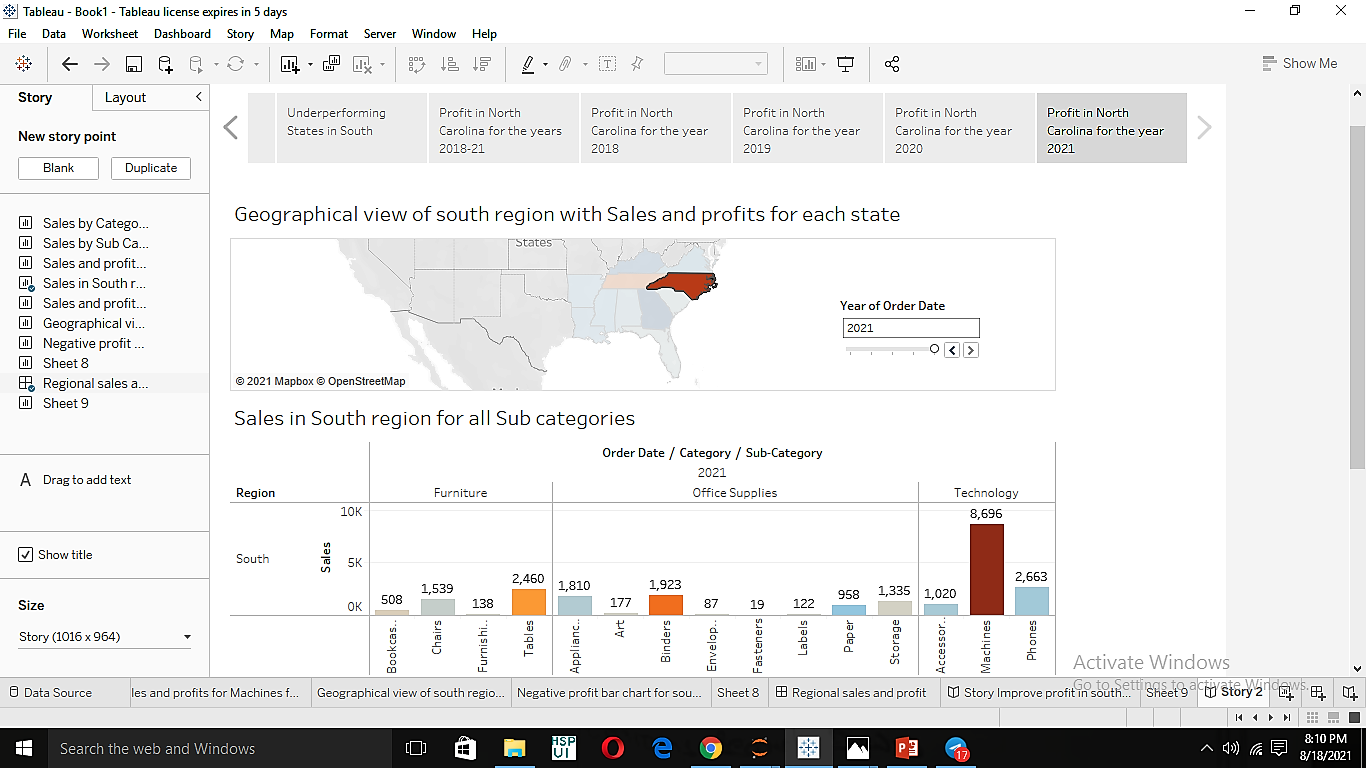 Tableau - Book1 - Tableau license expires in 5 days
File Data Worksheet Dashboard Story Map Format Server Window Help
Show Me
Story Layout
New story point
Blank Duplicate
Sales by Catego...
Sales by Sub Ca...
Sales and profit...
Sales in South r...
Sales and profit...
Geographical vi...
Negative profit ...
Sheet 8
Regional sales a...
Sheet 9
A Drag to add text
Show title
Size
Story (1016 x 964)
Underperforming
States in South
Profit in North
Carolina for the years
2018-21
Profit in North
Carolina for the year
2018
Profit in North
Carolina for the year
2019
Profit in North
Carolina for the year
2020
Profit in North
Carolina for the year
2021
Geographical view of south region with Sales and profits for each state
States
Year of Order Date
2021
© 2021 Mapbox © OpenStreetMap
Sales in South region for all Sub categories
Order Date / Category / Sub-Category
2021
Region Furniture Office Supplies Technology
South
Sales
10K
5K
0K
508 1,539 138 2,460 1,810 177 1,923 87 19 122 958 1,335 1,020 8,696 2,663
Bookcas..
Chairs
Furnishi..
Tables
Applianc..
Art
Binders
Envelop..
Fasteners
Labels
Paper
Storage
Accessor..
Machines
Phones
Activate Windows
Go to Settings to activate Windows.
Data Source les and profits for Machines f... Geographical view of south regio... Negative profit bar chart for sou... Sheet 8 Regional sales and profit Story Improve profit in south... Sheet 9 Story 2
Search the web and Windows
HSP
UI
17
8:10 PM
8/18/2021